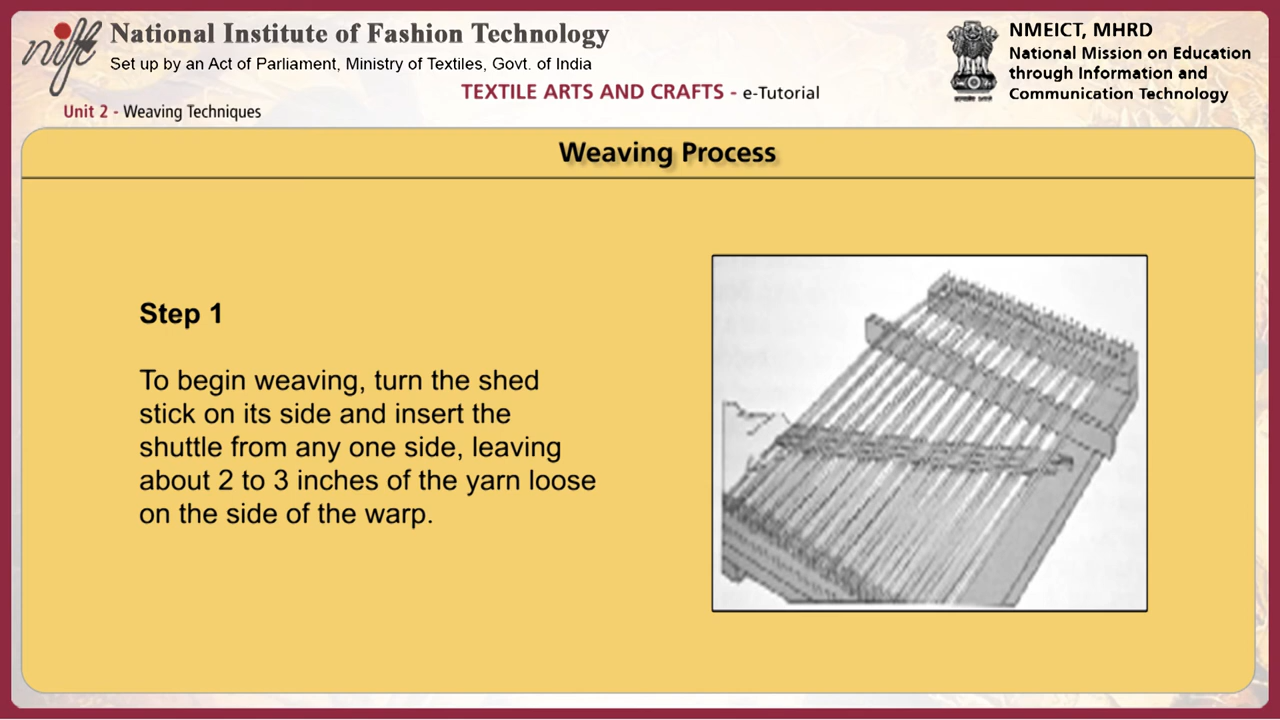 nift
National Institute of Fashion Technology
Set up by an Act of Parliament, Ministry of Textiles, Govt. of India
NMEICT, MHRD
National Mission on Education
through Information and
Communication Technology
TEXTILE ARTS AND CRAFTS - e-Tutorial
Unit 2 - Weaving Techniques
Weaving Process
Step 1
To begin weaving, turn the shed
stick on its side and insert the
shuttle from any one side, leaving
about 2 to 3 inches of the yarn loose
on the side of the warp.